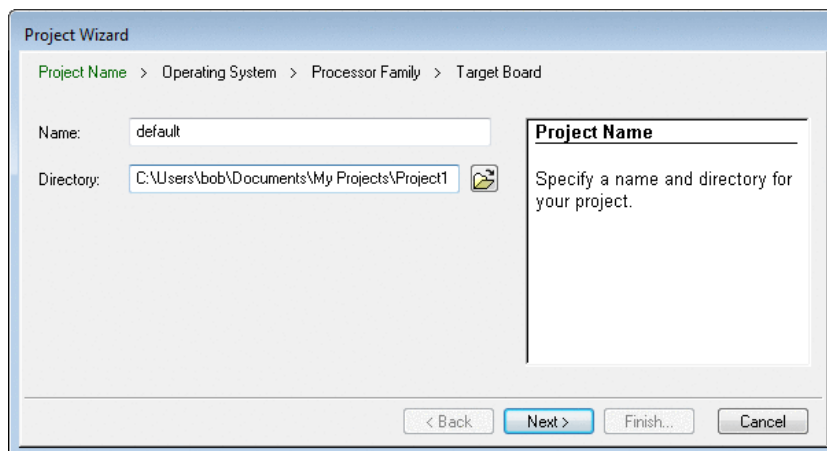 Project Wizard
Project Name > Operating System > Processor Family > Target Board
Name:
default
Directory:
C:\Users\bob\Documents\My Projects\Project1
Project Name
Specify a name and directory for
your project.
< Back
Next >
Finish...
Cancel